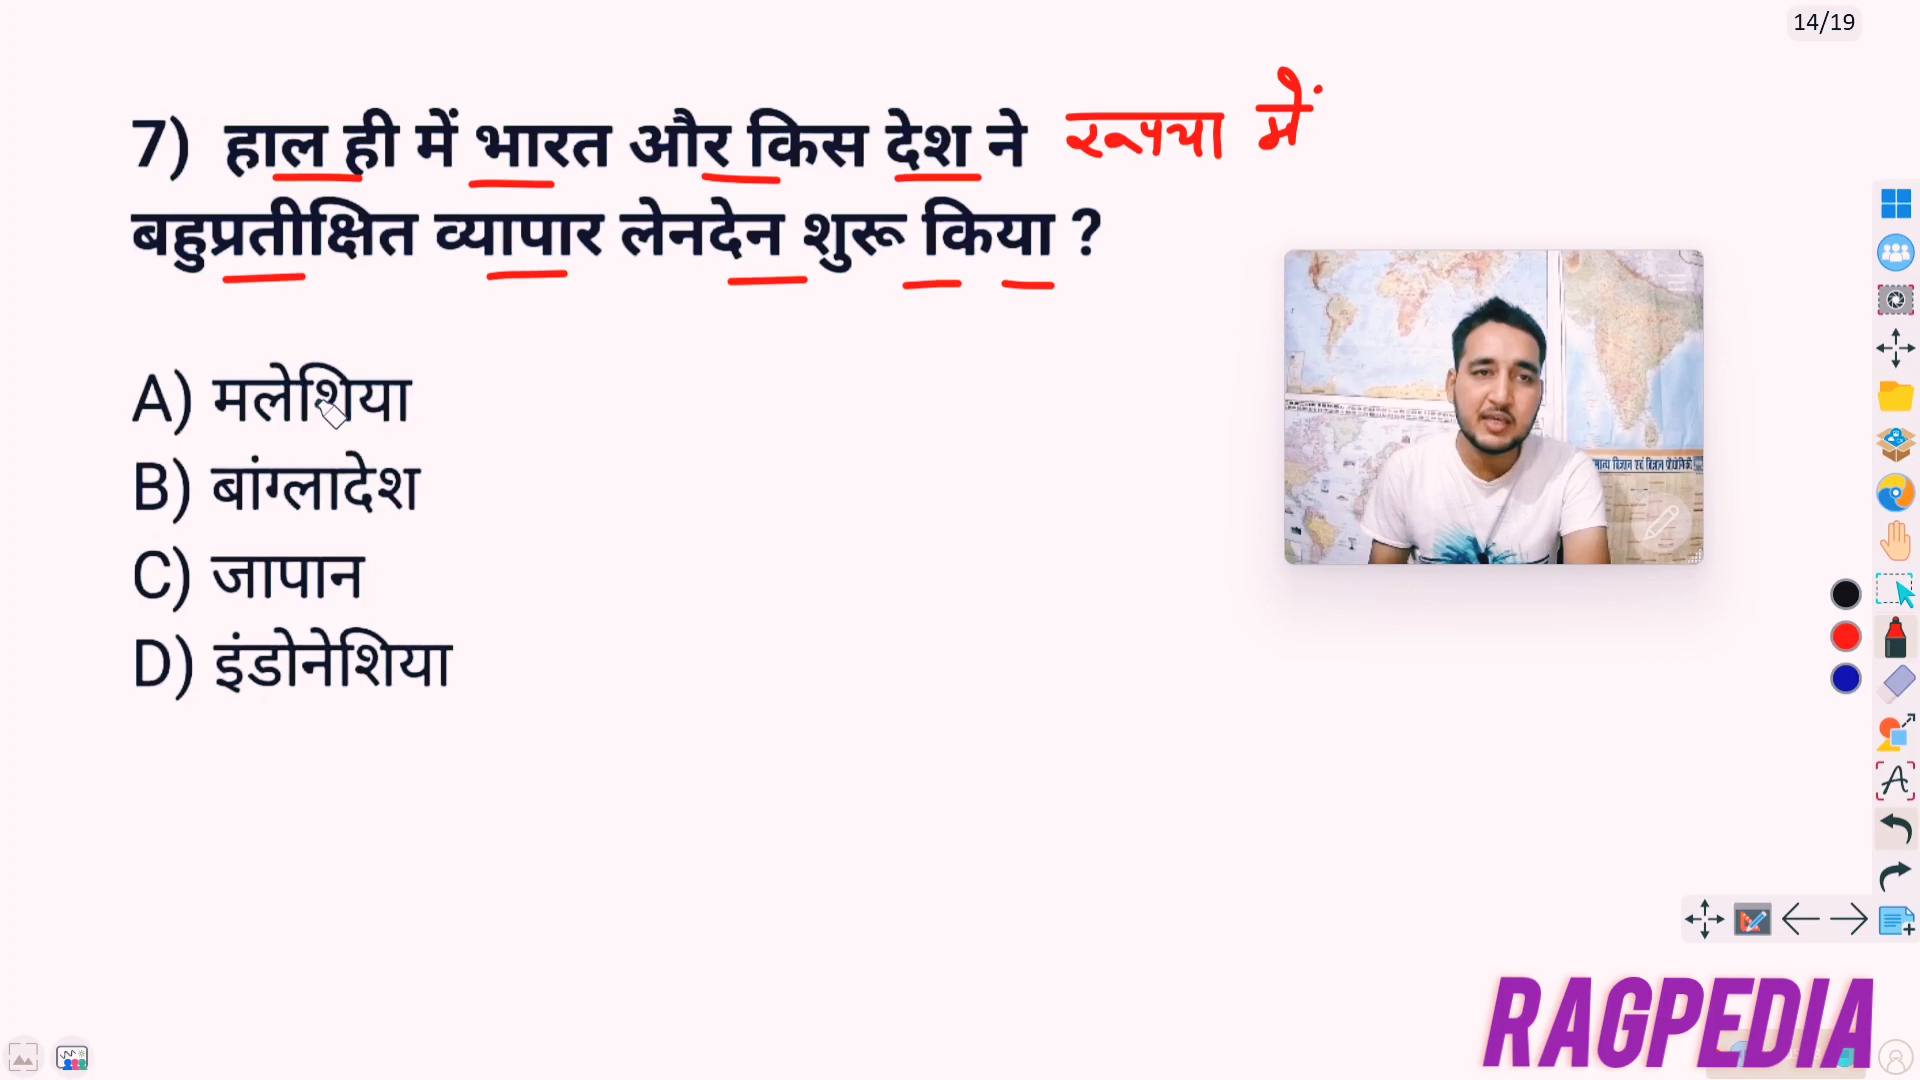 14/19
7) हाल ही में भारत और किस देश ने रूपया में
बहुप्रतीक्षित व्यापार लेनदेन शुरू किया ?
A) मलेशिया
B) बांग्लादेश
C) जापान
D) इंडोनेशिया
RAGPEDIA